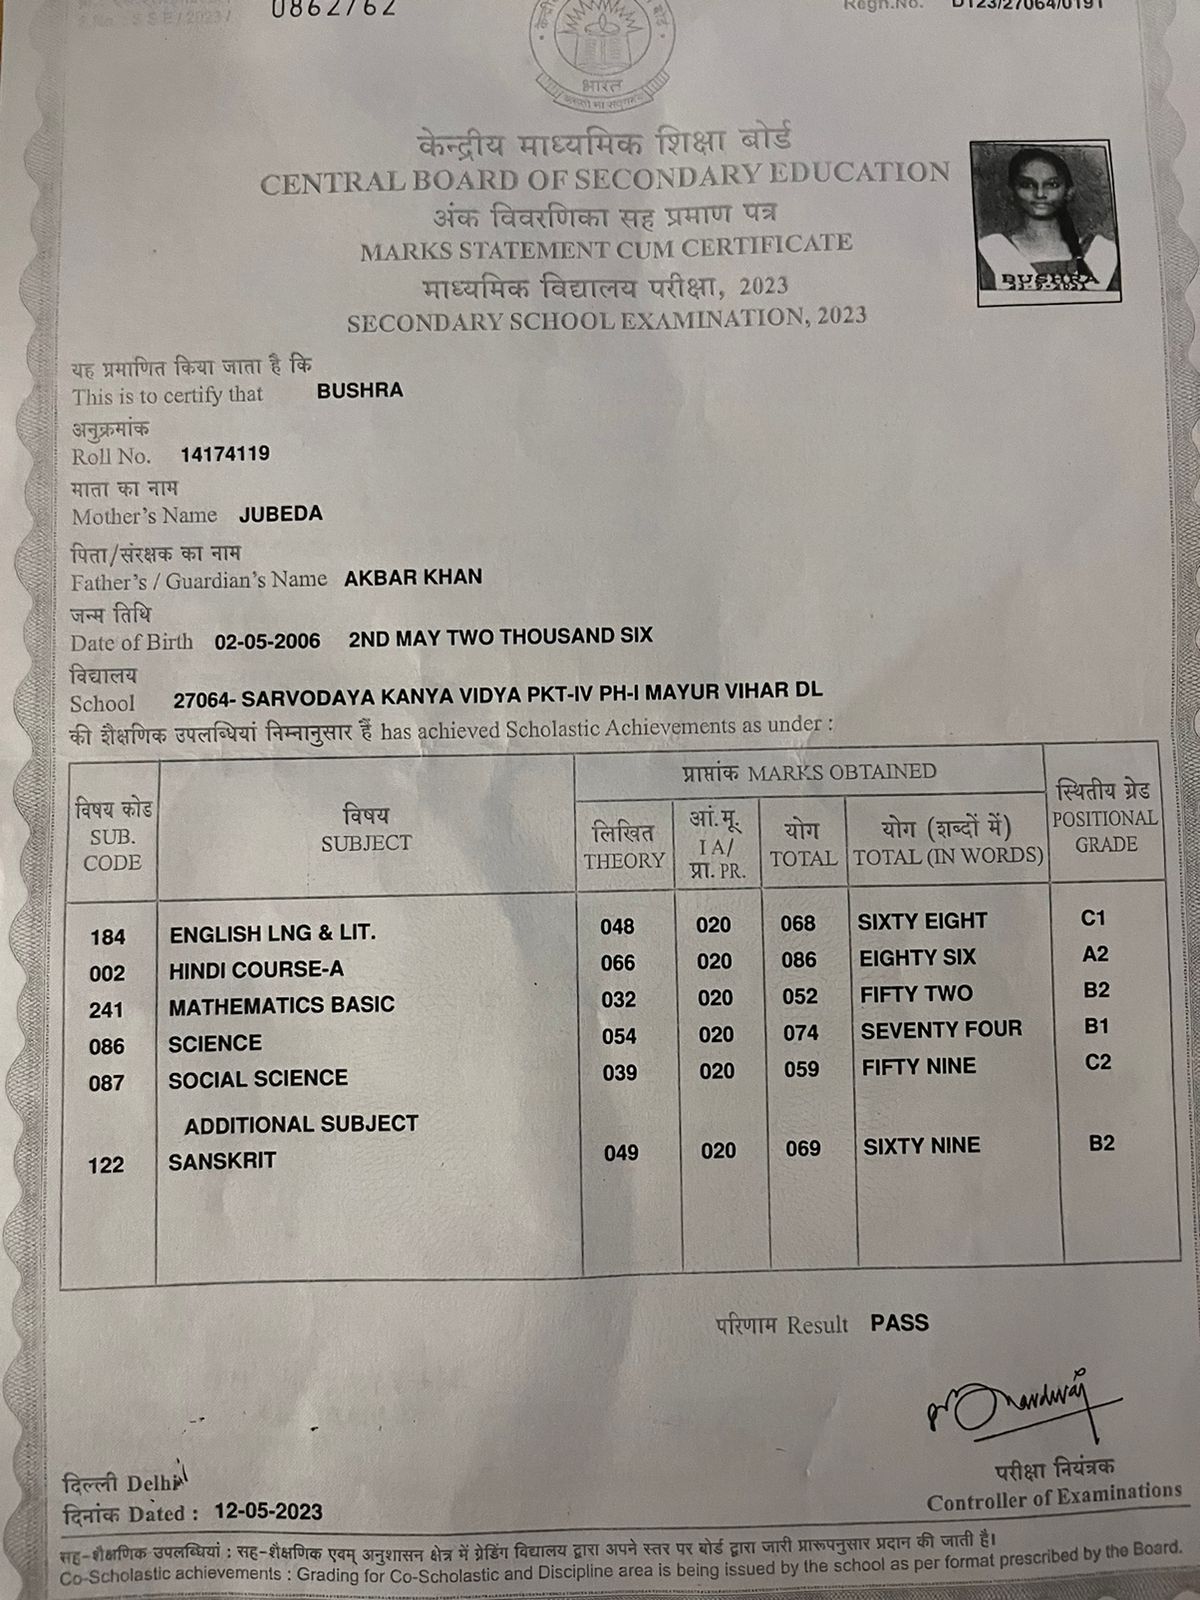 S.No. SSE/2023/ 0862762
Regn.No. D123/27064/0191
भारत
केन्द्रीय माध्यमिक शिक्षा बोर्ड
CENTRAL BOARD OF SECONDARY EDUCATION
अंक विवरणिका सह प्रमाण पत्र
MARKS STATEMENT CUM CERTIFICATE
माध्यमिक विद्यालय परीक्षा, 2023
SECONDARY SCHOOL EXAMINATION, 2023
BUSHRA
यह प्रमाणित किया जाता है कि
This is to certify that BUSHRA
अनुक्रमांक
Roll No. 14174119
माता का नाम
Mother's Name JUBEDA
पिता/संरक्षक का नाम
Father's / Guardian's Name AKBAR KHAN
जन्म तिथि
Date of Birth 02-05-2006 2ND MAY TWO THOUSAND SIX
विद्यालय
School 27064- SARVODAYA KANYA VIDYA PKT-IV PH-I MAYUR VIHAR DL
की शैक्षणिक उपलब्धियां निम्नानुसार हैं has achieved Scholastic Achievements as under :
विषय कोड SUB. CODE
विषय SUBJECT
प्राप्तांक MARKS OBTAINED
लिखित THEORY
आं.मू. I A/ प्रा. PR.
योग TOTAL
योग (शब्दों में) TOTAL (IN WORDS)
स्थितीय ग्रेड POSITIONAL GRADE
184 ENGLISH LNG & LIT. 048 020 068 SIXTY EIGHT C1
002 HINDI COURSE-A 066 020 086 EIGHTY SIX A2
241 MATHEMATICS BASIC 032 020 052 FIFTY TWO B2
086 SCIENCE 054 020 074 SEVENTY FOUR B1
087 SOCIAL SCIENCE 039 020 059 FIFTY NINE C2
ADDITIONAL SUBJECT
122 SANSKRIT 049 020 069 SIXTY NINE B2
परिणाम Result PASS
दिल्ली Delhi
दिनांक Dated : 12-05-2023
परीक्षा नियंत्रक
Controller of Examinations
सह-शैक्षणिक उपलब्धियां : सह-शैक्षणिक एवम् अनुशासन क्षेत्र में ग्रेडिंग विद्यालय द्वारा अपने स्तर पर बोर्ड द्वारा जारी प्रारूपनुसार प्रदान की जाती है।
Co-Scholastic achievements : Grading for Co-Scholastic and Discipline area is being issued by the school as per format prescribed by the Board.